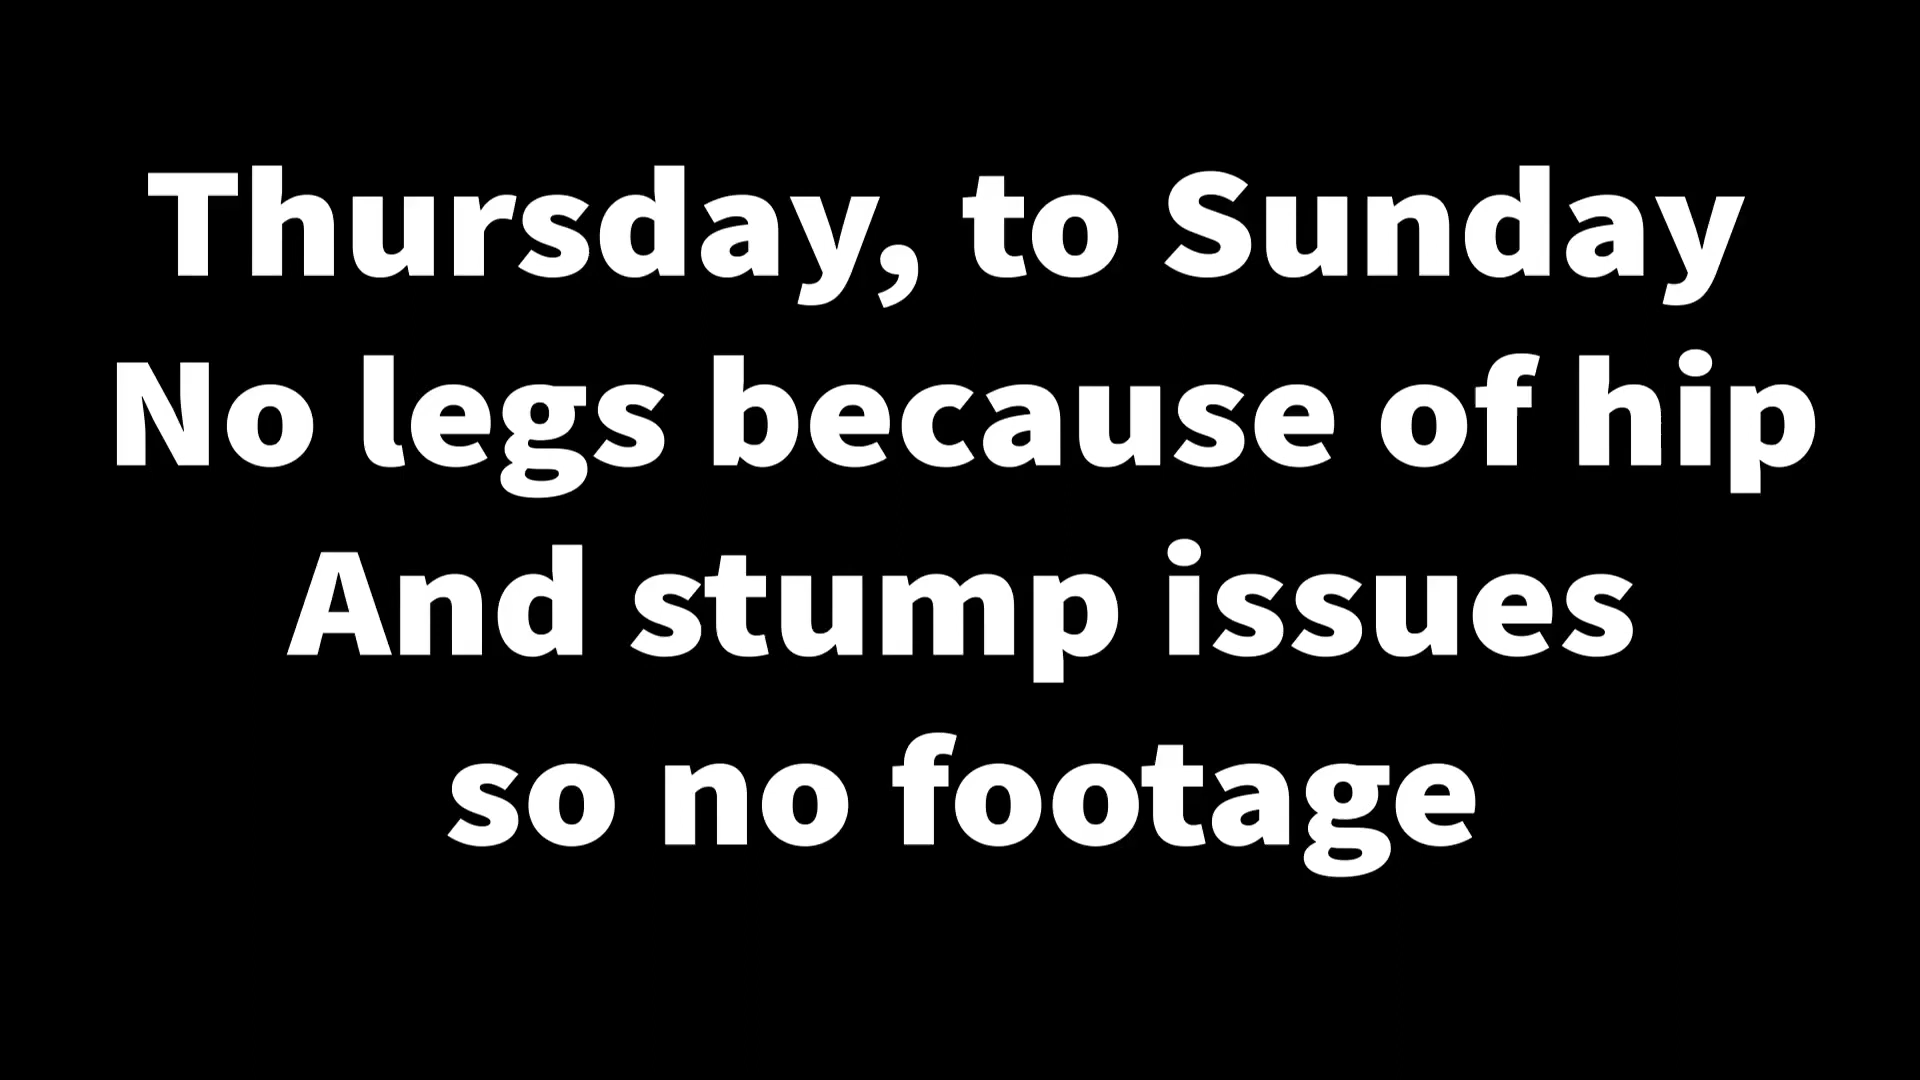 Thursday, to Sunday
No legs because of hip
And stump issues
so no footage